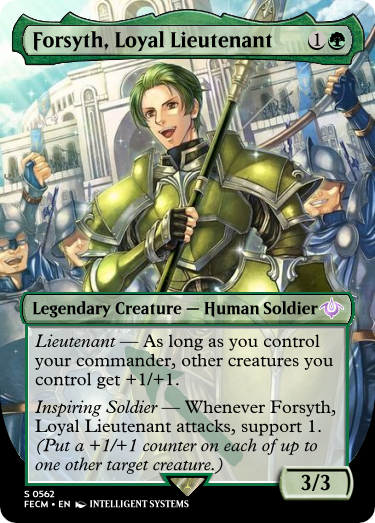 Forsyth, Loyal Lieutenant 1
Legendary Creature — Human Soldier
Lieutenant — As long as you control
your commander, other creatures you
control get +1/+1.
Inspiring Soldier — Whenever Forsyth,
Loyal Lieutenant attacks, support 1.
(Put a +1/+1 counter on each of up to
one other target creature.)
3/3
S 0562
FECM • EN INTELLIGENT SYSTEMS